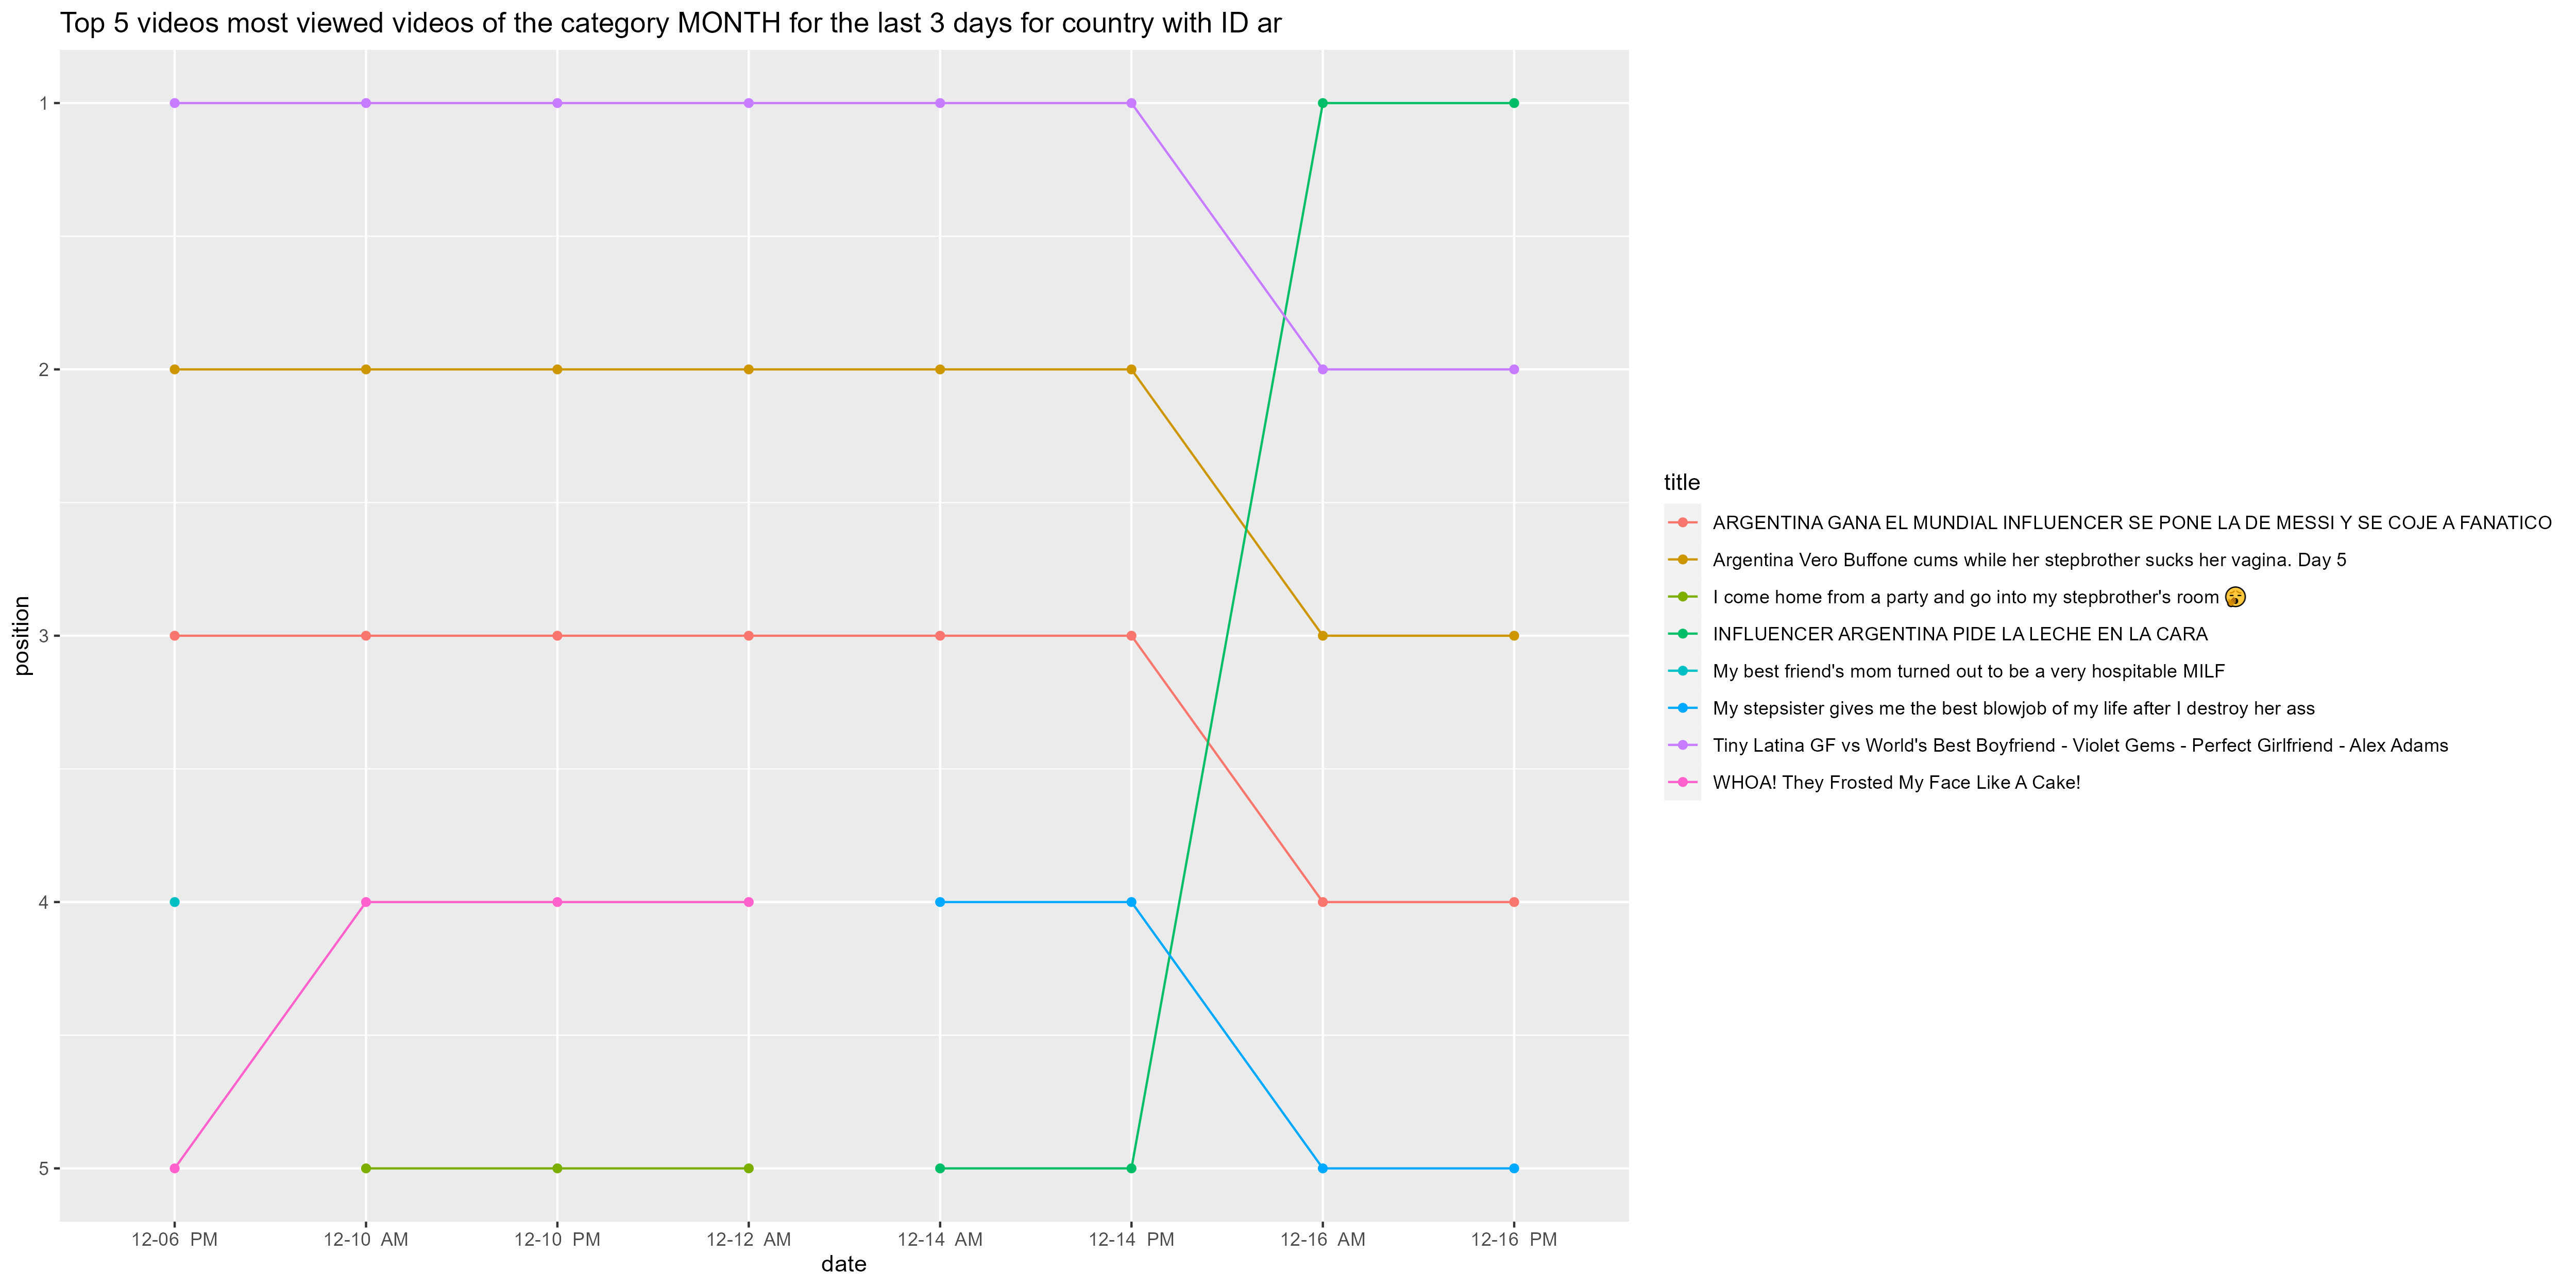 Top 5 videos most viewed videos of the category MONTH for the last 3 days for country with ID ar
1
2
3
4
5
position
12-06 PM
12-10 AM
12-10 PM
12-12 AM
12-14 AM
12-14 PM
12-16 AM
12-16 PM
date
title
ARGENTINA GANA EL MUNDIAL INFLUENCER SE PONE LA DE MESSI Y SE COJE A FANATICO
Argentina Vero Buffone cums while her stepbrother sucks her vagina. Day 5
I come home from a party and go into my stepbrother's room 🥱
INFLUENCER ARGENTINA PIDE LA LECHE EN LA CARA
My best friend's mom turned out to be a very hospitable MILF
My stepsister gives me the best blowjob of my life after I destroy her ass
Tiny Latina GF vs World's Best Boyfriend - Violet Gems - Perfect Girlfriend - Alex Adams
WHOA! They Frosted My Face Like A Cake!